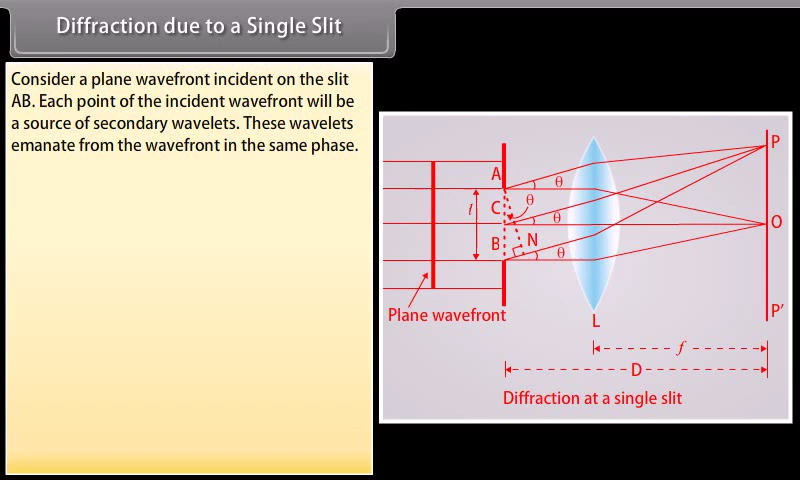 Diffraction due to a Single Slit
Consider a plane wavefront incident on the slit
AB. Each point of the incident wavefront will be
a source of secondary wavelets. These wavelets
emanate from the wavefront in the same phase.
P
A
θ
l
C
θ
θ
O
B
N
θ
Plane wavefront
L
P'
f
D
Diffraction at a single slit